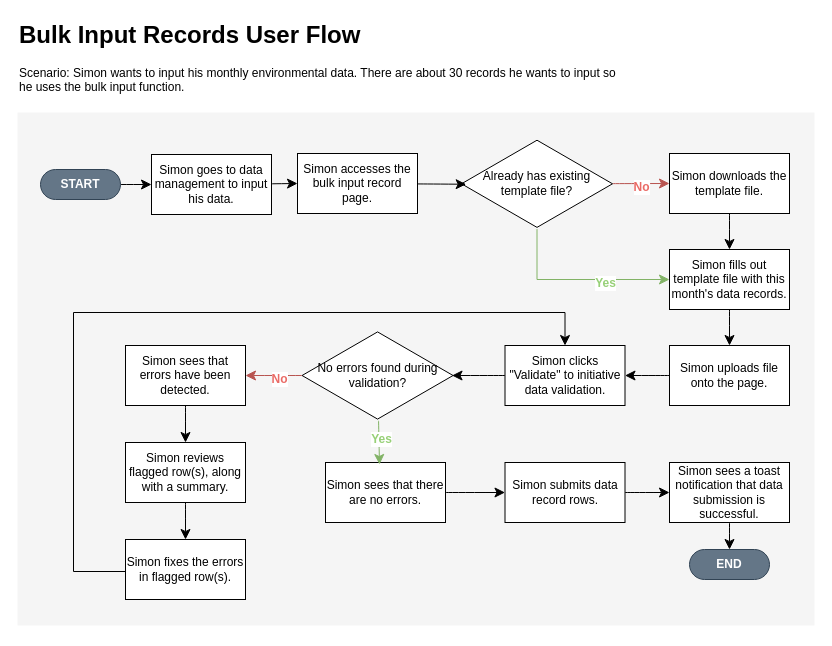 Bulk Input Records User Flow
Scenario: Simon wants to input his monthly environmental data. There are about 30 records he wants to input so
he uses the bulk input function.
START
Simon goes to data
management to input
his data.
Simon accesses the
bulk input record
page.
Already has existing
template file?
No
Simon downloads the
template file.
Yes
Simon fills out
template file with this
month's data records.
Simon uploads file
onto the page.
Simon clicks
"Validate" to initiative
data validation.
No errors found during
validation?
No
Simon sees that
errors have been
detected.
Simon reviews
flagged row(s), along
with a summary.
Simon fixes the errors
in flagged row(s).
Yes
Simon sees that there
are no errors.
Simon submits data
record rows.
Simon sees a toast
notification that data
submission is
successful.
END